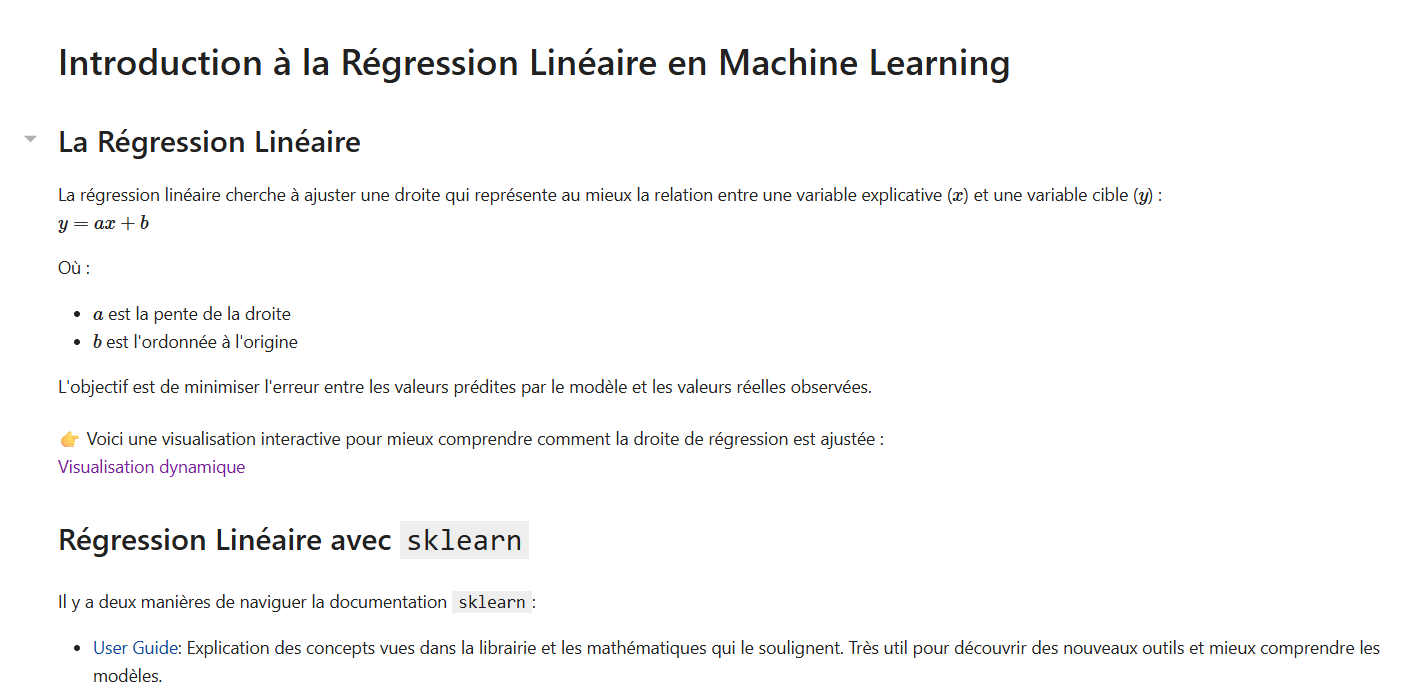 Introduction à la Régression Linéaire en Machine Learning
La Régression Linéaire
La régression linéaire cherche à ajuster une droite qui représente au mieux la relation entre une variable explicative (x) et une variable cible (y) :
y = ax + b
Où :
• a est la pente de la droite
• b est l'ordonnée à l'origine
L'objectif est de minimiser l'erreur entre les valeurs prédites par le modèle et les valeurs réelles observées.
👉 Voici une visualisation interactive pour mieux comprendre comment la droite de régression est ajustée :
Visualisation dynamique
Régression Linéaire avec sklearn
Il y a deux manières de naviguer la documentation sklearn :
• User Guide: Explication des concepts vues dans la librairie et les mathématiques qui le soulignent. Très util pour découvrir des nouveaux outils et mieux comprendre les
modèles.